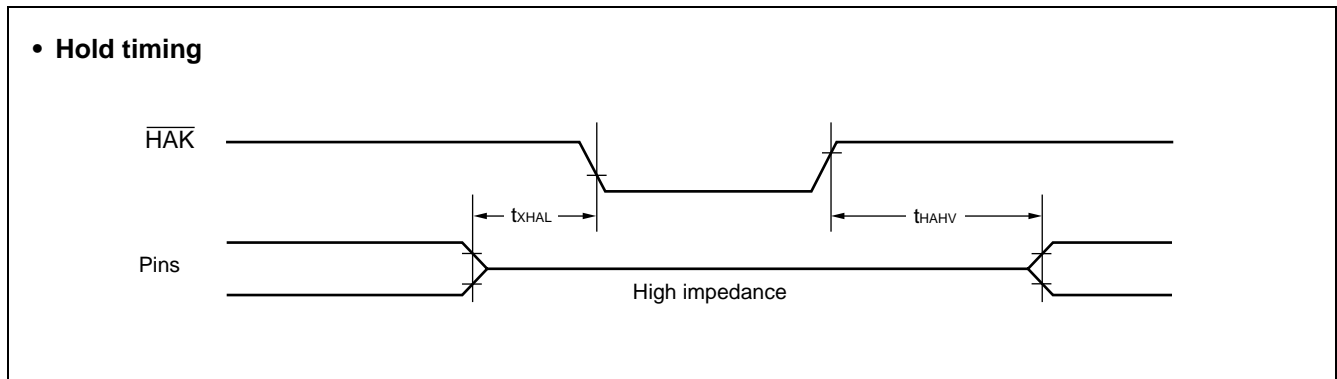 • Hold timing
HAK
tXHAL
tHAHV
Pins
High impedance